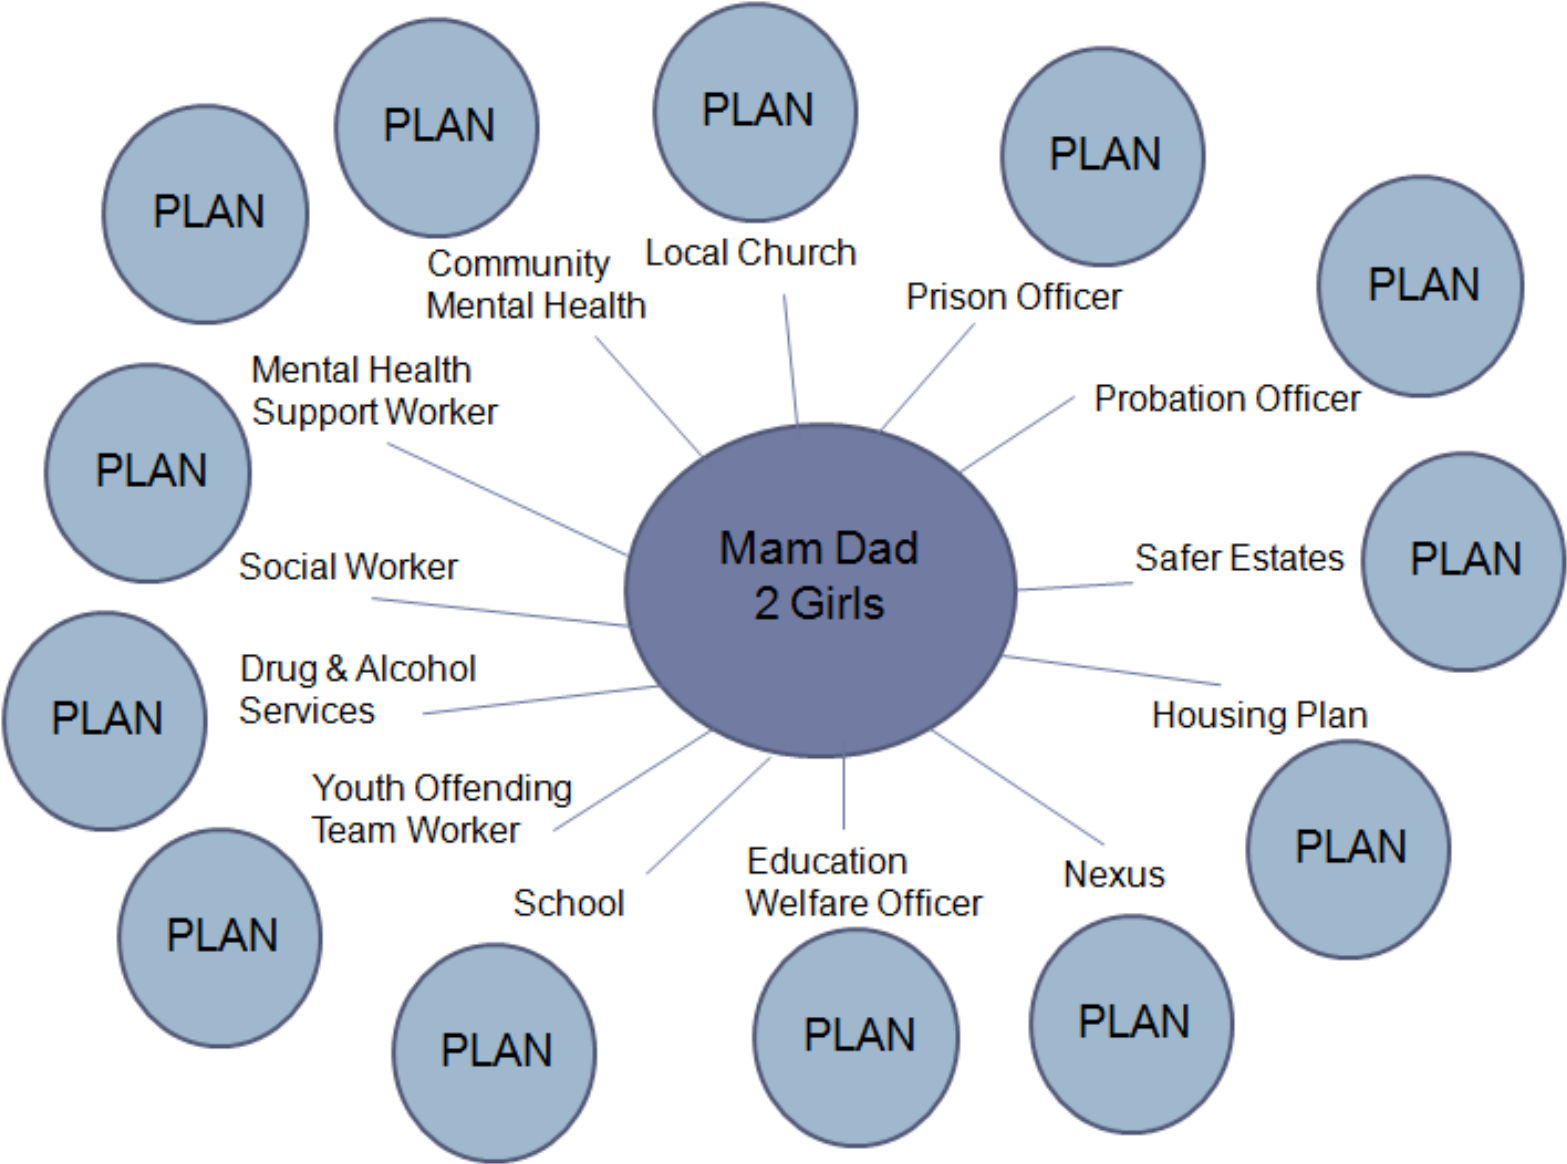 PLAN
PLAN
PLAN
PLAN
PLAN
Local Church
Community
Mental Health
Prison Officer
Mental Health
Support Worker
Probation Officer
PLAN
Mam Dad
2 Girls
Safer Estates
PLAN
Social Worker
Drug & Alcohol
Services
PLAN
Housing Plan
Youth Offending
Team Worker
PLAN
Education
Welfare Officer
Nexus
School
PLAN
PLAN
PLAN
PLAN